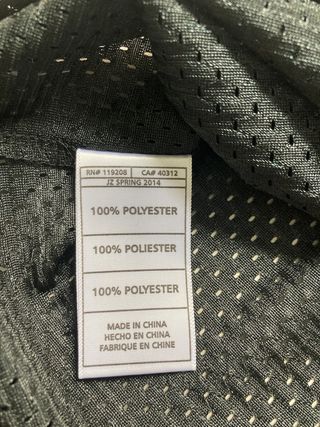 RN# 119208 CA# 40312
JZ SPRING 2014
100% POLYESTER
100% POLIESTER
100% POLYESTER
MADE IN CHINA
HECHO EN CHINA
FABRIQUE EN CHINE